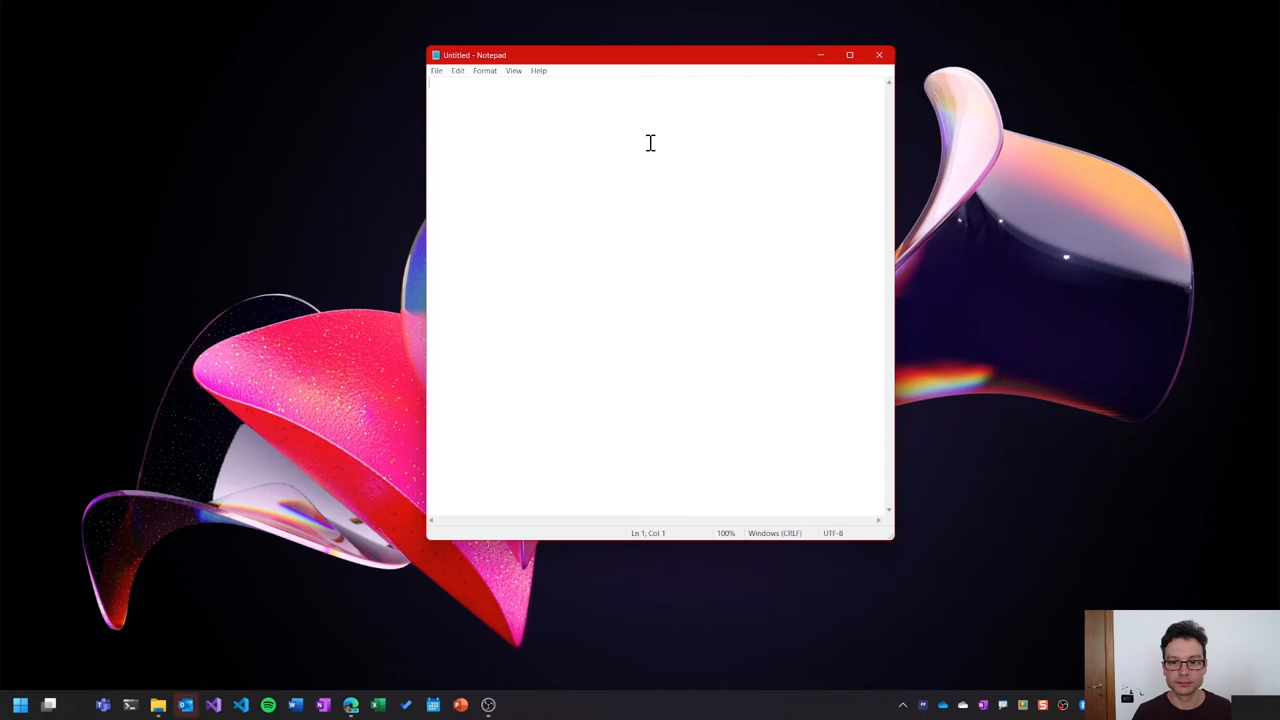 Untitled - Notepad
File Edit Format View Help
Ln 1, Col 1 100% Windows (CRLF) UTF-8